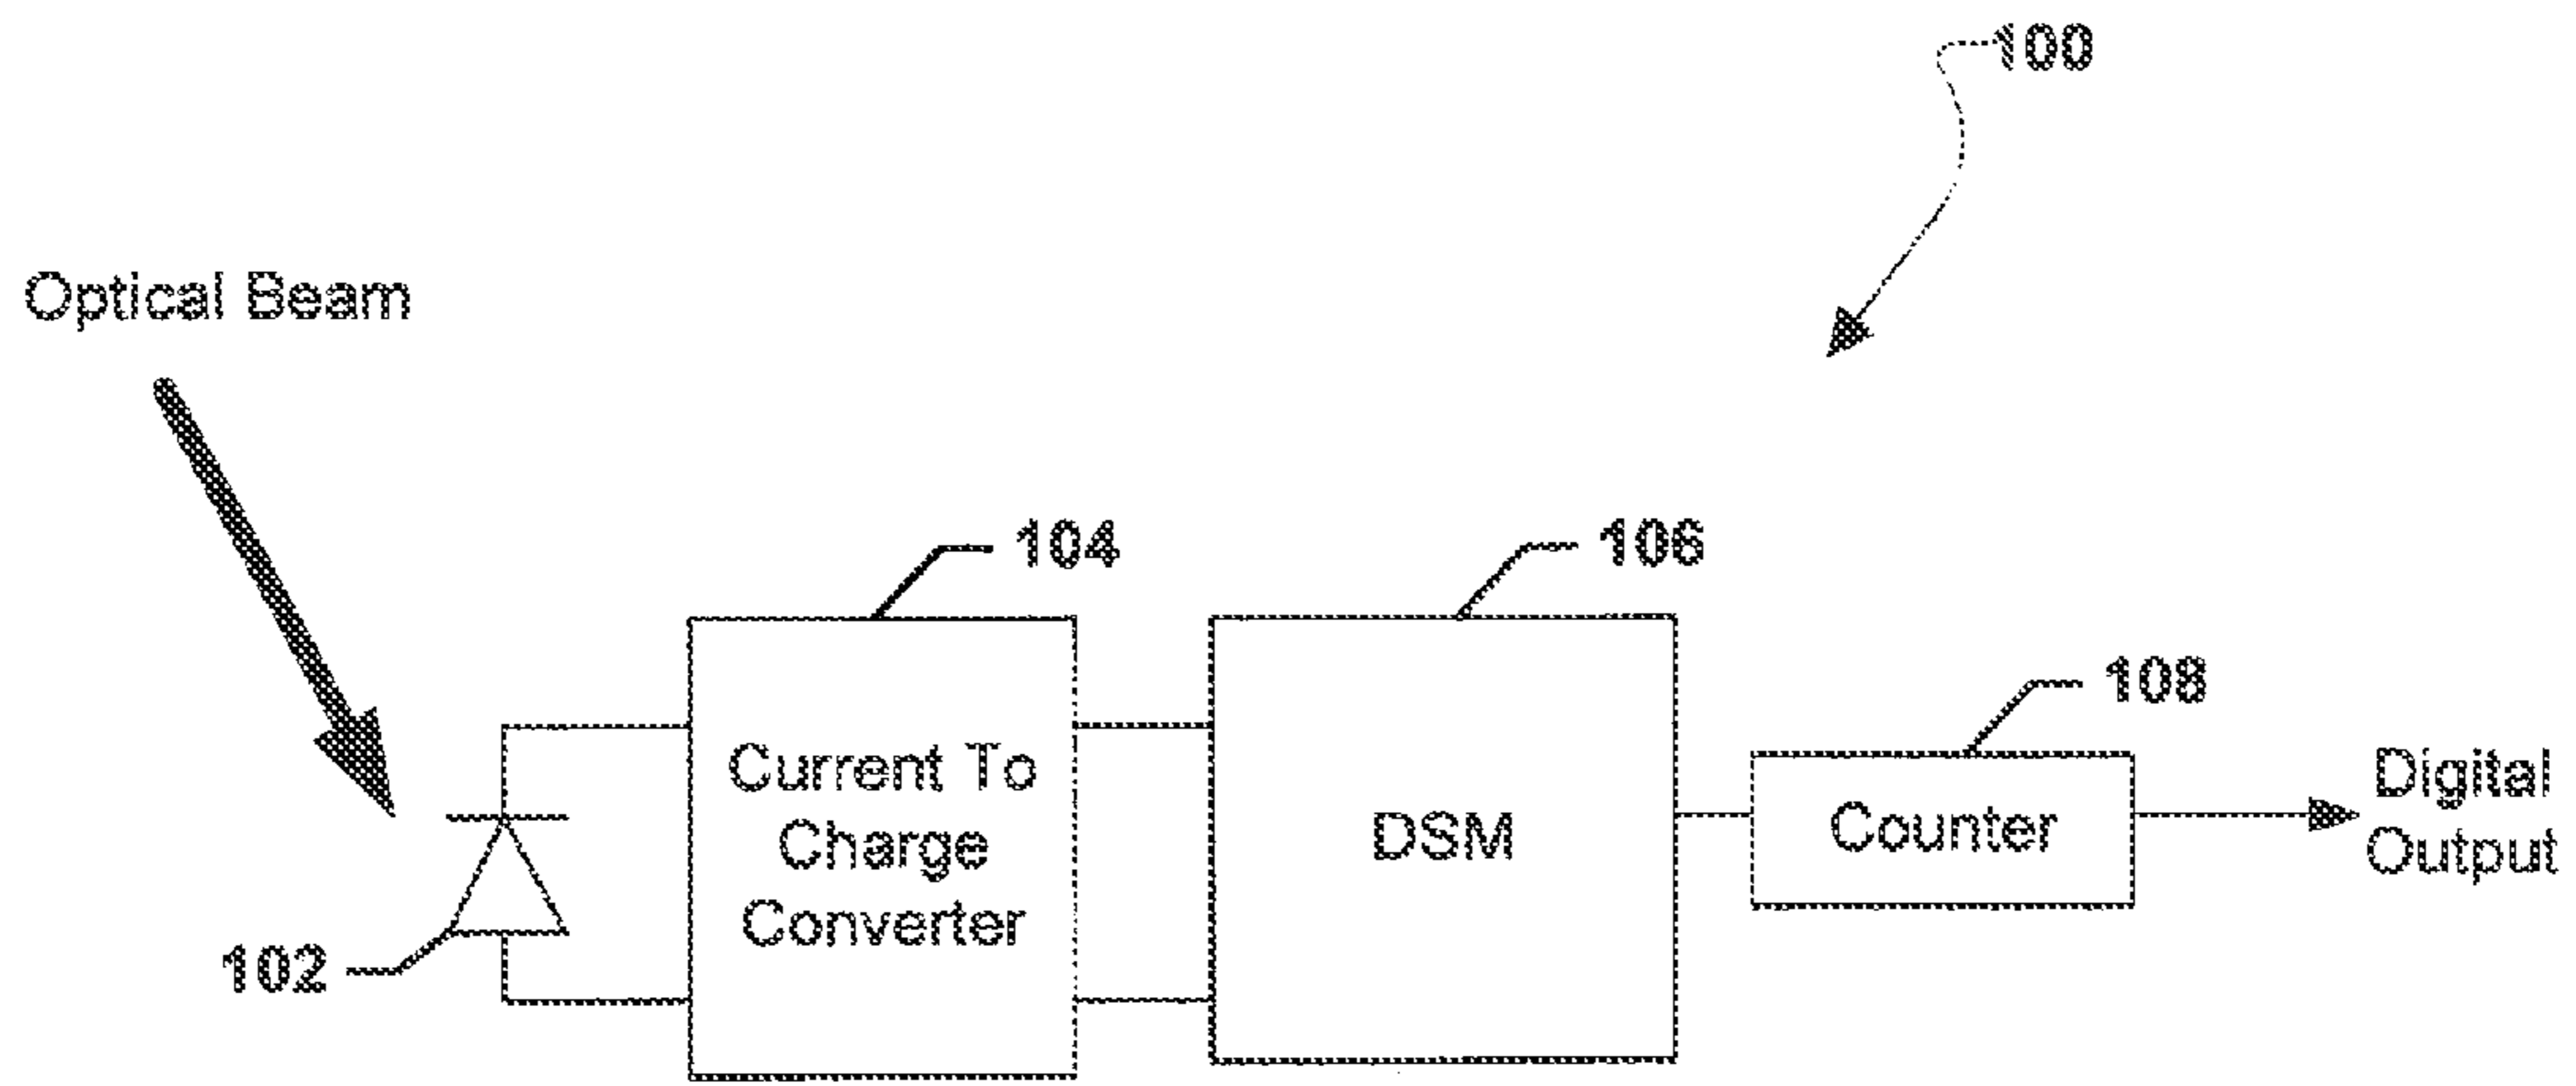 100
Optical Beam
104
106
108
Current To
Charge
Converter
DSM
Counter
Digital
Output
102